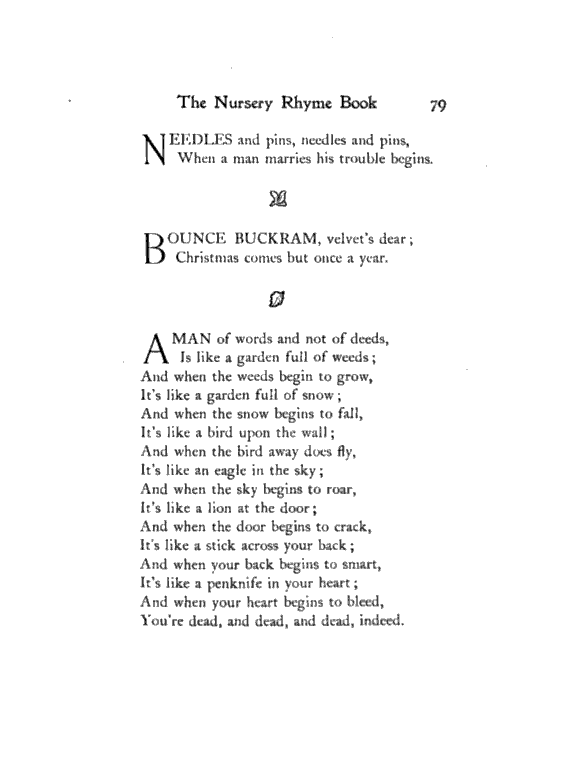 The Nursery Rhyme Book 79
NEEDLES and pins, needles and pins,
When a man marries his trouble begins.
BOUNCE BUCKRAM, velvet's dear;
Christmas comes but once a year.
A MAN of words and not of deeds,
Is like a garden full of weeds;
And when the weeds begin to grow,
It's like a garden full of snow;
And when the snow begins to fall,
It's like a bird upon the wall;
And when the bird away does fly,
It's like an eagle in the sky;
And when the sky begins to roar,
It's like a lion at the door;
And when the door begins to crack,
It's like a stick across your back;
And when your back begins to smart,
It's like a penknife in your heart;
And when your heart begins to bleed,
You're dead, and dead, and dead, indeed.